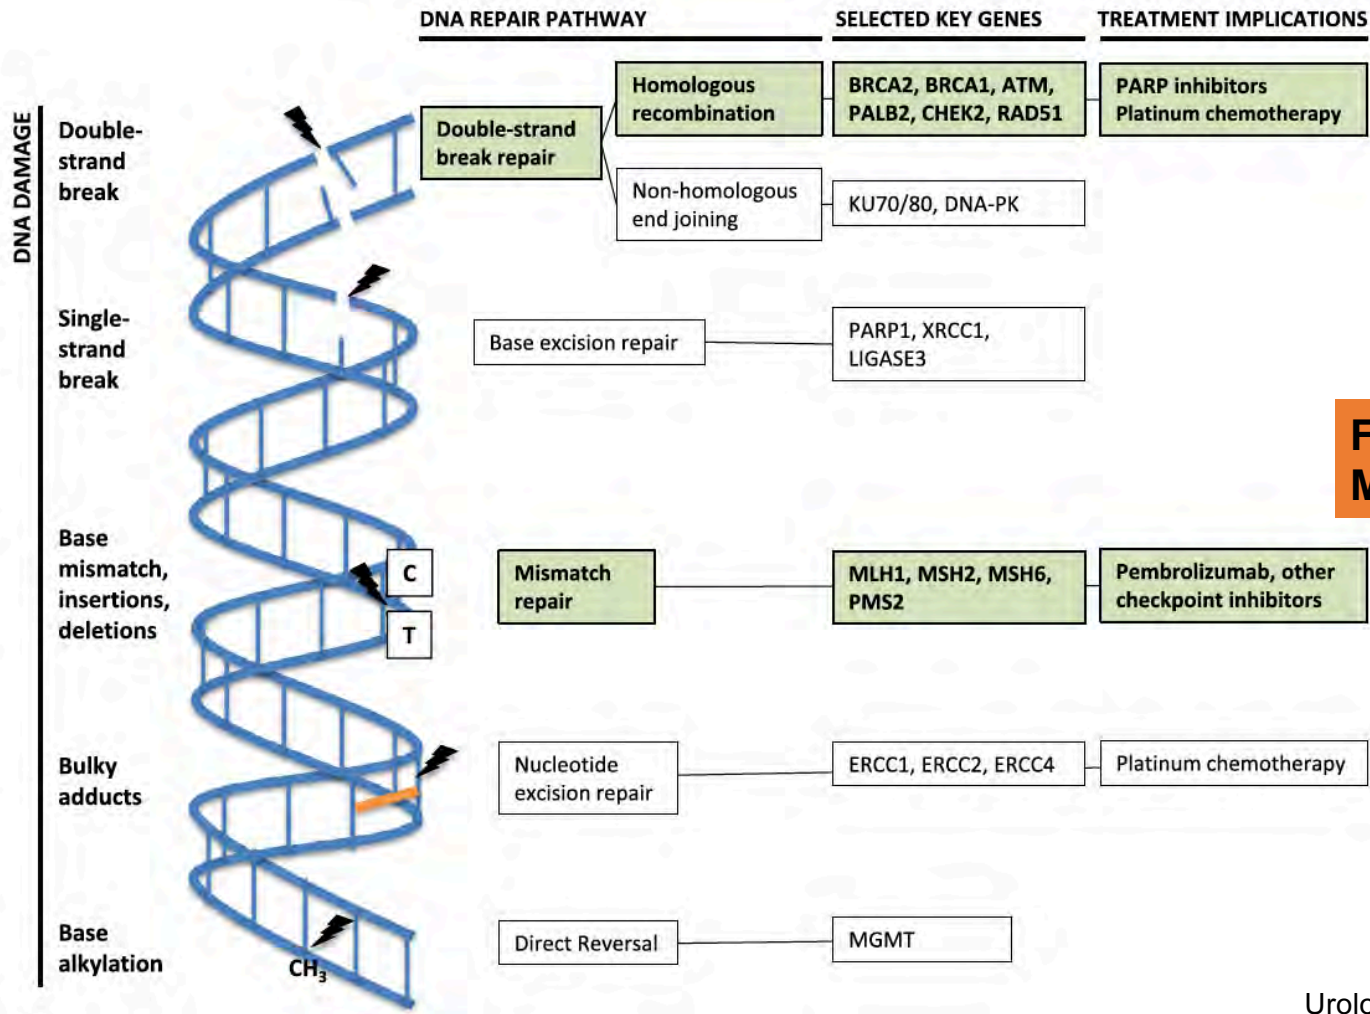 DNA REPAIR PATHWAY
SELECTED KEY GENES
TREATMENT IMPLICATIONS
DNA DAMAGE
Double-
strand
break
Double-strand
break repair
Homologous
recombination
BRCA2, BRCA1, ATM,
PALB2, CHEK2, RAD51
PARP inhibitors
Platinum chemotherapy
Non-homologous
end joining
KU70/80, DNA-PK
Single-
strand
break
Base excision repair
PARP1, XRCC1,
LIGASE3
Base
mismatch,
insertions,
deletions
C
T
Mismatch
repair
MLH1, MSH2, MSH6,
PMS2
Pembrolizumab, other
checkpoint inhibitors
Bulky
adducts
Nucleotide
excision repair
ERCC1, ERCC2, ERCC4
Platinum chemotherapy
Base
alkylation
CH₃
Direct Reversal
MGMT